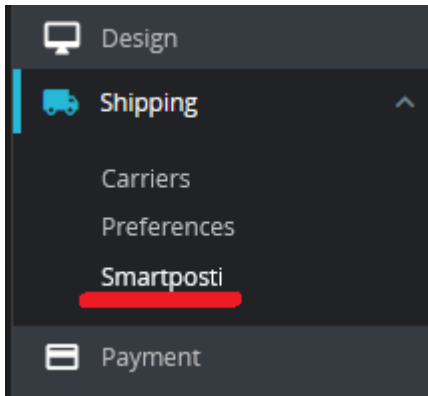 Design
Shipping
Carriers
Preferences
Smartposti
Payment